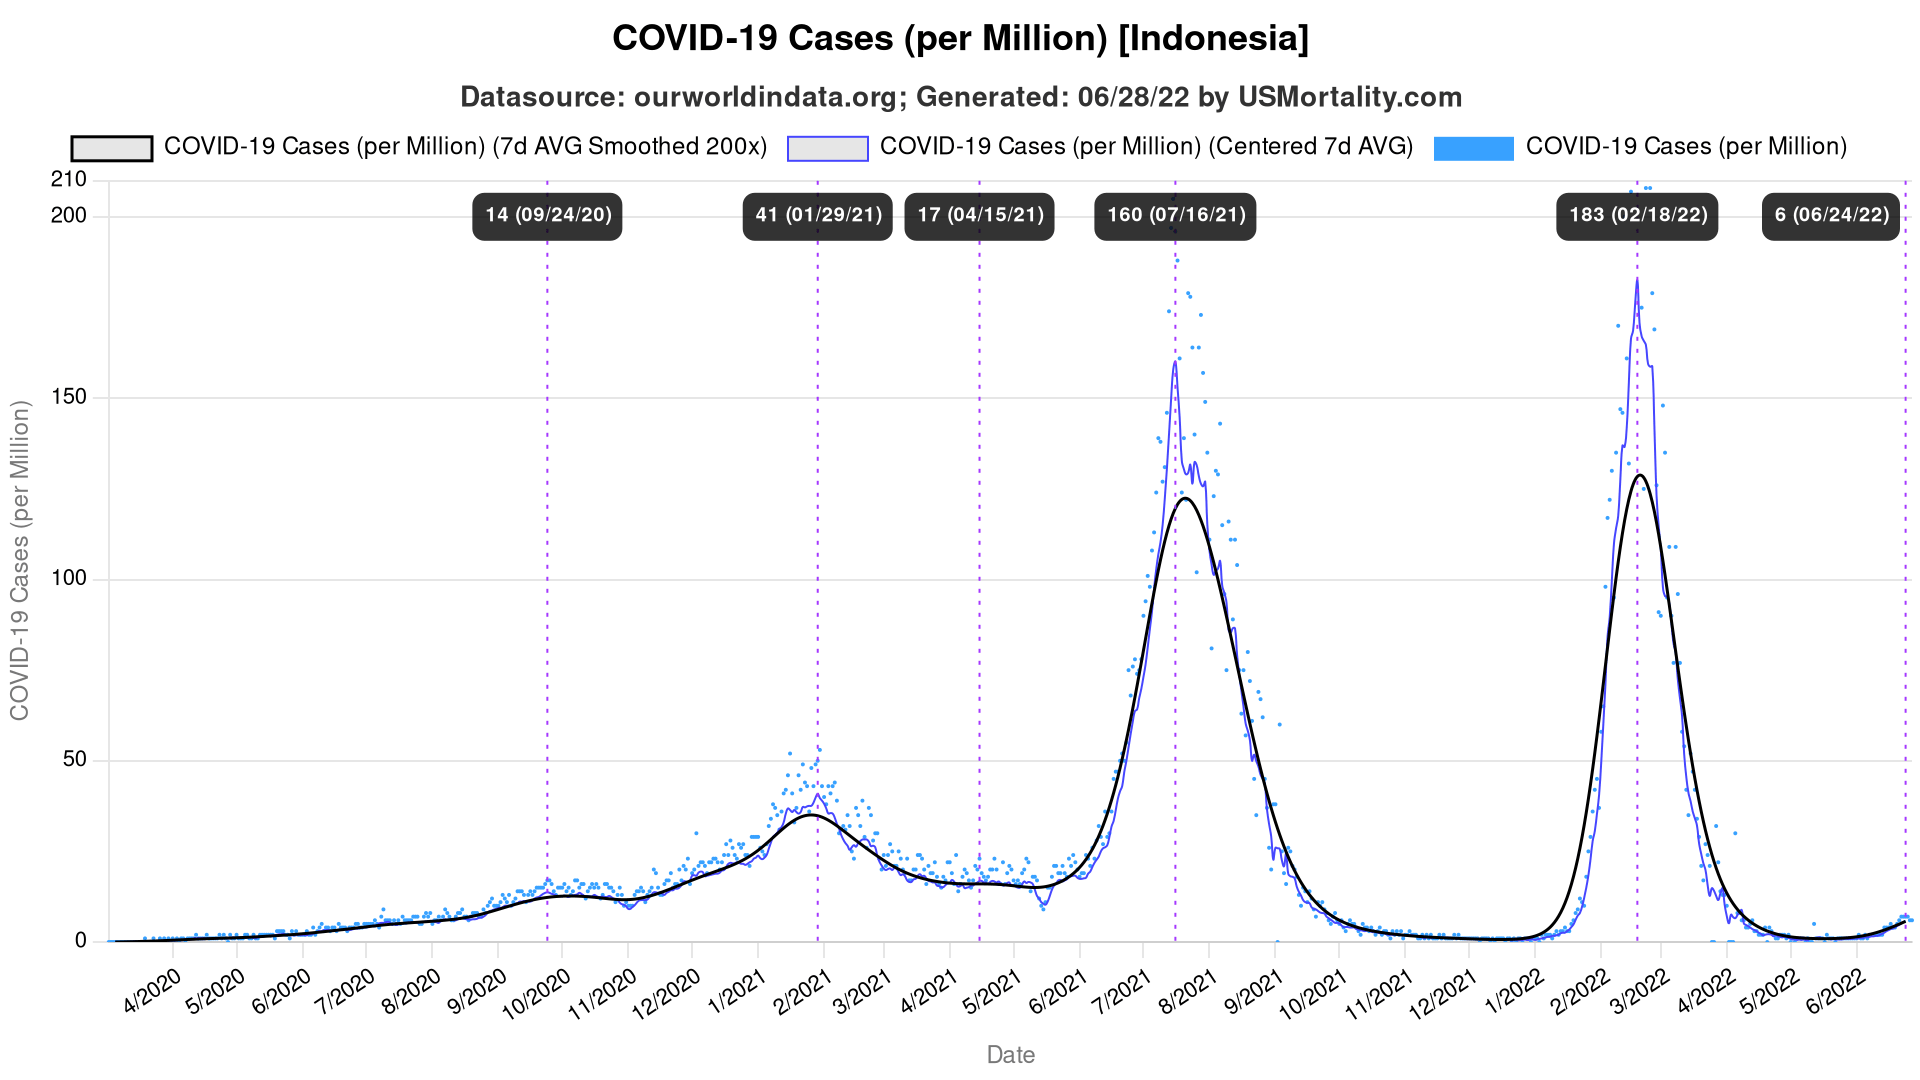 COVID-19 Cases (per Million) [Indonesia]
Datasource: ourworldindata.org; Generated: 06/28/22 by USMortality.com
COVID-19 Cases (per Million) (7d AVG Smoothed 200x) COVID-19 Cases (per Million) (Centered 7d AVG) COVID-19 Cases (per Million)
210
200
150
100
50
0
COVID-19 Cases (per Million)
14 (09/24/20) 41 (01/29/21) 17 (04/15/21) 160 (07/16/21) 183 (02/18/22) 6 (06/24/22)
4/2020 5/2020 6/2020 7/2020 8/2020 9/2020 10/2020 11/2020 12/2020 1/2021 2/2021 3/2021 4/2021 5/2021 6/2021 7/2021 8/2021 9/2021 10/2021 11/2021 12/2021 1/2022 2/2022 3/2022 4/2022 5/2022 6/2022
Date